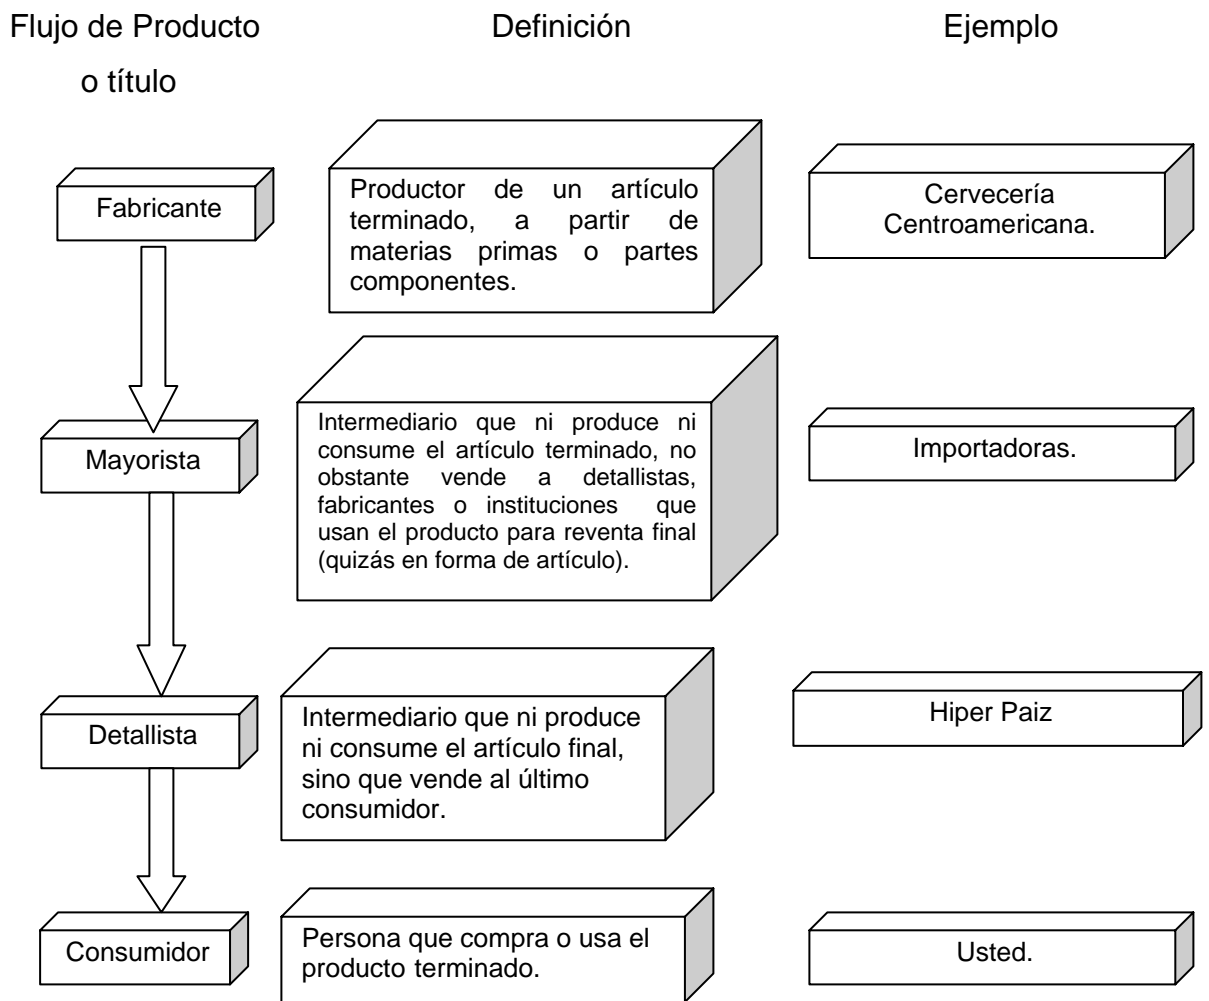 Flujo de Producto
o título
Definición
Ejemplo
Fabricante
Productor de un artículo
terminado, a partir de
materias primas o partes
componentes.
Cervecería
Centroamericana.
Mayorista
Intermediario que ni produce ni
consume el artículo terminado, no
obstante vende a detallistas,
fabricantes o instituciones que
usan el producto para reventa final
(quizás en forma de artículo).
Importadoras.
Detallista
Intermediario que ni produce
ni consume el artículo final,
sino que vende al último
consumidor.
Hiper Paiz
Consumidor
Persona que compra o usa el
producto terminado.
Usted.